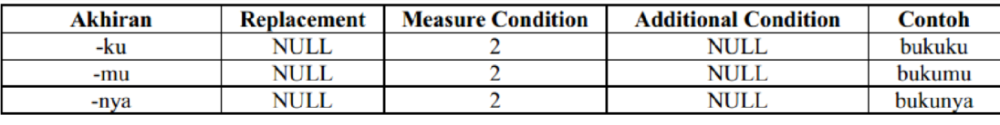 Akhiran Replacement Measure Condition Additional Condition Contoh
-ku NULL 2 NULL bukuku
-mu NULL 2 NULL bukumu
-nya NULL 2 NULL bukunya